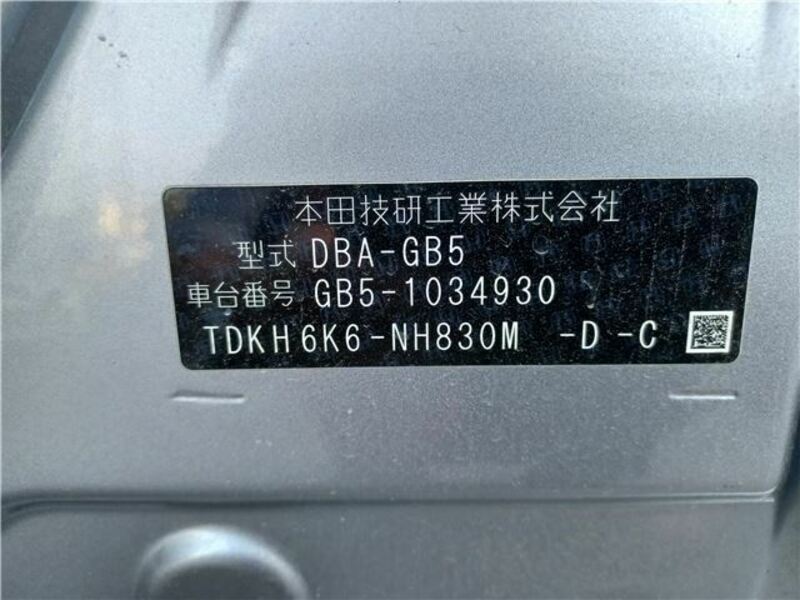 本田技研工業株式会社
型式 DBA-GB5
車台番号 GB5-1034930
TDKH6K6-NH830M -D-C